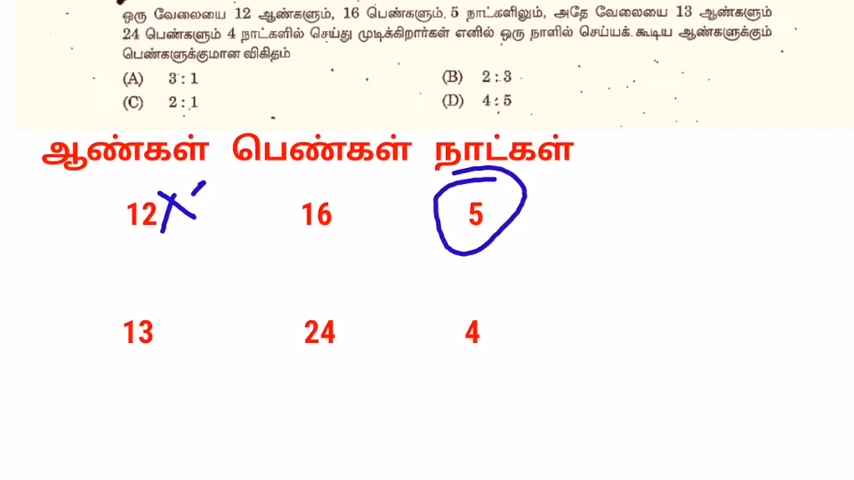 ஒரு வேலையை 12 ஆண்களும், 16 பெண்களும். 5 நாட்களிலும், அதே வேலையை 13 ஆண்களும்
24 பெண்களும் 4 நாட்களில் செய்து முடிக்கிறார்கள் எனில் ஒரு நாளில் செய்யக் கூடிய ஆண்களுக்கும்
பெண்களுக்குமான விகிதம்
(A) 3 : 1 (B) 2 : 3
(C) 2 : 1 (D) 4 : 5
ஆண்கள் பெண்கள் நாட்கள்
12 16 5
13 24 4